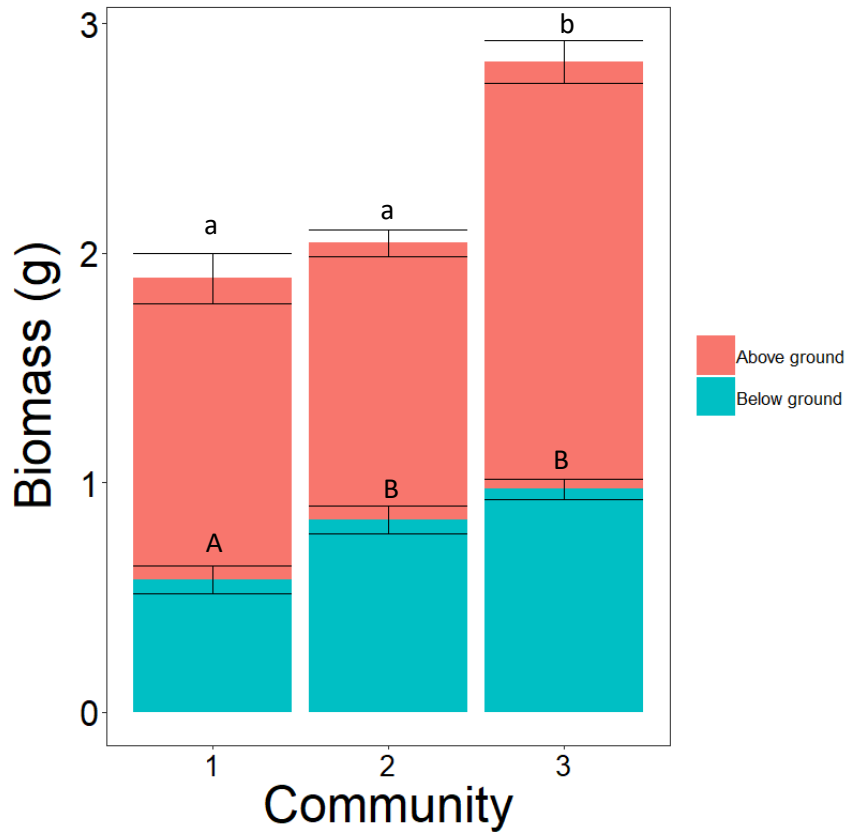 3
b
a
a
2
Biomass (g)
Above ground
Below ground
1
B
B
A
0
1 2 3
Community